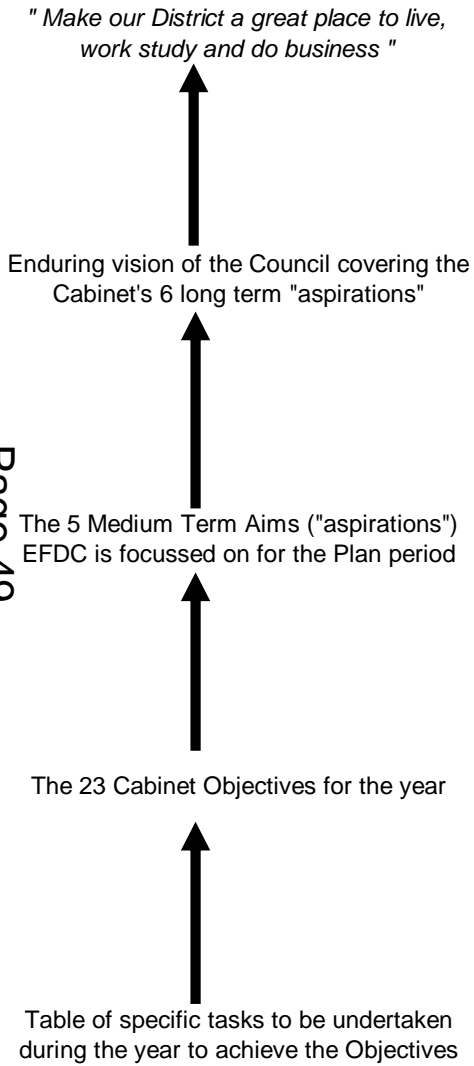 " Make our District a great place to live,
work study and do business "
Enduring vision of the Council covering the
Cabinet's 6 long term "aspirations"
The 5 Medium Term Aims ("aspirations")
EFDC is focussed on for the Plan period
The 23 Cabinet Objectives for the year
Table of specific tasks to be undertaken
during the year to achieve the Objectives
Page 49